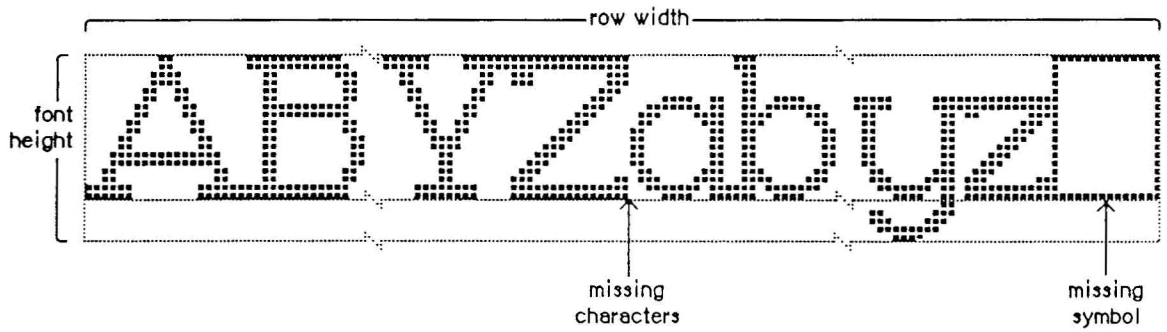 row width
font
height
ABYZabyz
missing
characters
missing
symbol